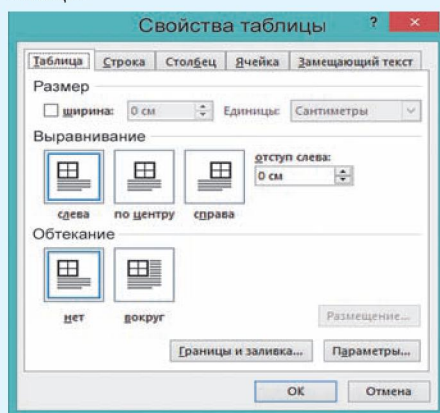 Свойства таблицы ? ×
Таблица Строка Столбец Ячейка Замещающий текст
Размер
ширина: 0 см Единицы: Сантиметры
Выравнивание
отступ слева:
0 см
слева по центру справа
Обтекание
нет вокруг
Размещение...
Границы и заливка... Параметры...
ОК Отмена